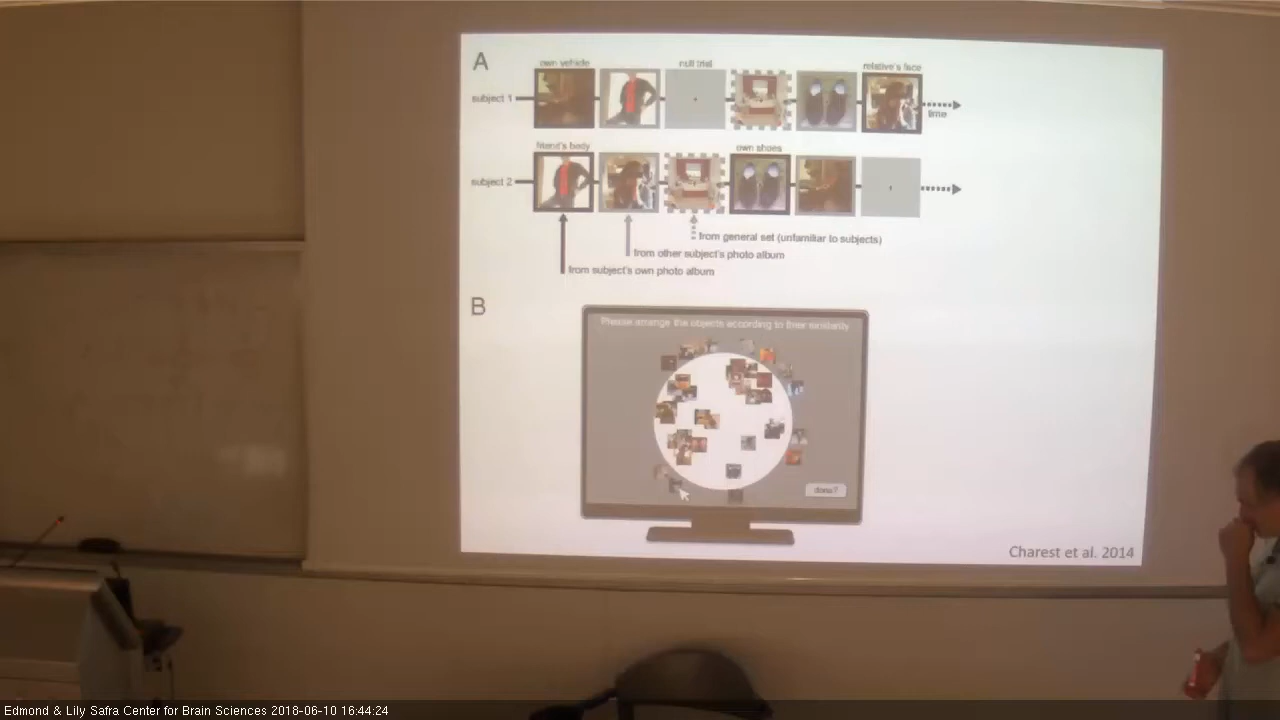 A
own vehicle null trial relative's face
subject 1
time
friend's body own shoes
subject 2
from general set (unfamiliar to subjects)
from other subject's photo album
from subject's own photo album
B
Please arrange the objects according to their similarity
done?
Charest et al. 2014
Edmond & Lily Safra Center for Brain Sciences 2018-06-10 16:44:24